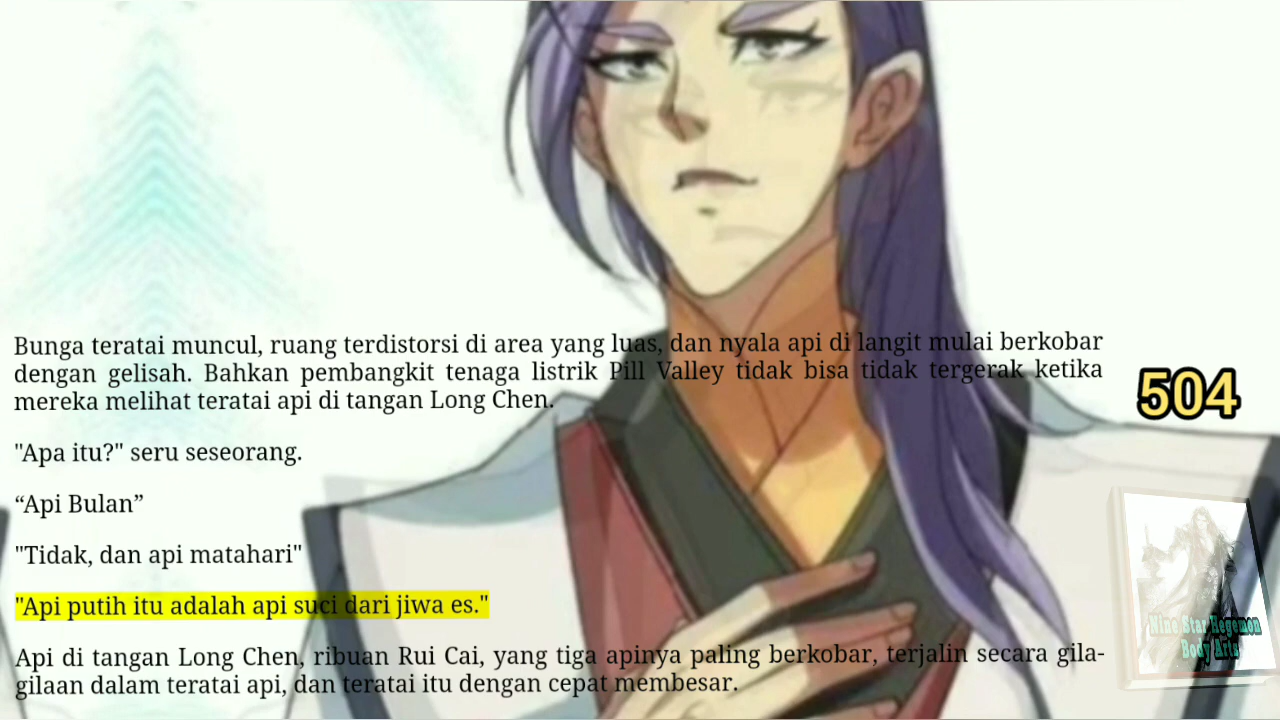 Bunga teratai muncul, ruang terdistorsi di area yang luas, dan nyala api di langit mulai berkobar
dengan gelisah. Bahkan pembangkit tenaga listrik Pill Valley tidak bisa tidak tergerak ketika
mereka melihat teratai api di tangan Long Chen.
"Apa itu?" seru seseorang.
“Api Bulan”
"Tidak, dan api matahari"
"Api putih itu adalah api suci dari jiwa es."
Api di tangan Long Chen, ribuan Rui Cai, yang tiga apinya paling berkobar, terjalin secara gila-
gilaan dalam teratai api, dan teratai itu dengan cepat membesar.
504
Nine Star Hegemon
Body Arts